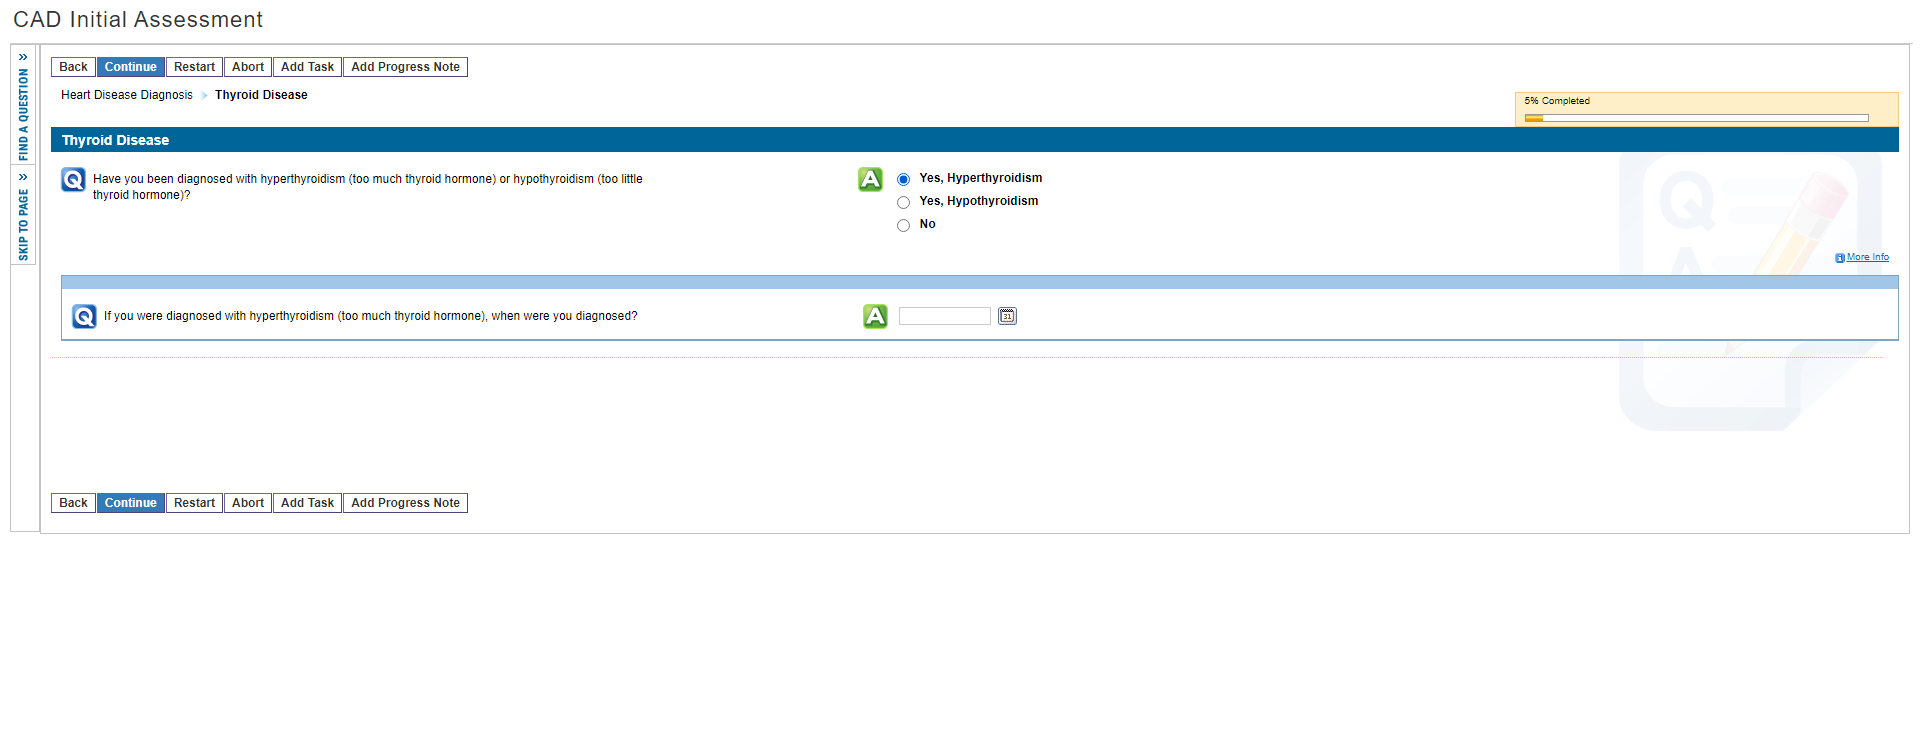 CAD Initial Assessment
» FIND A QUESTION
» SKIP TO PAGE
Back Continue Restart Abort Add Task Add Progress Note
Heart Disease Diagnosis Thyroid Disease
5% Completed
Thyroid Disease
Q Have you been diagnosed with hyperthyroidism (too much thyroid hormone) or hypothyroidism (too little
thyroid hormone)?
A Yes, Hyperthyroidism
Yes, Hypothyroidism
No
Q
A
i More Info
Q If you were diagnosed with hyperthyroidism (too much thyroid hormone), when were you diagnosed?
A 31
Back Continue Restart Abort Add Task Add Progress Note